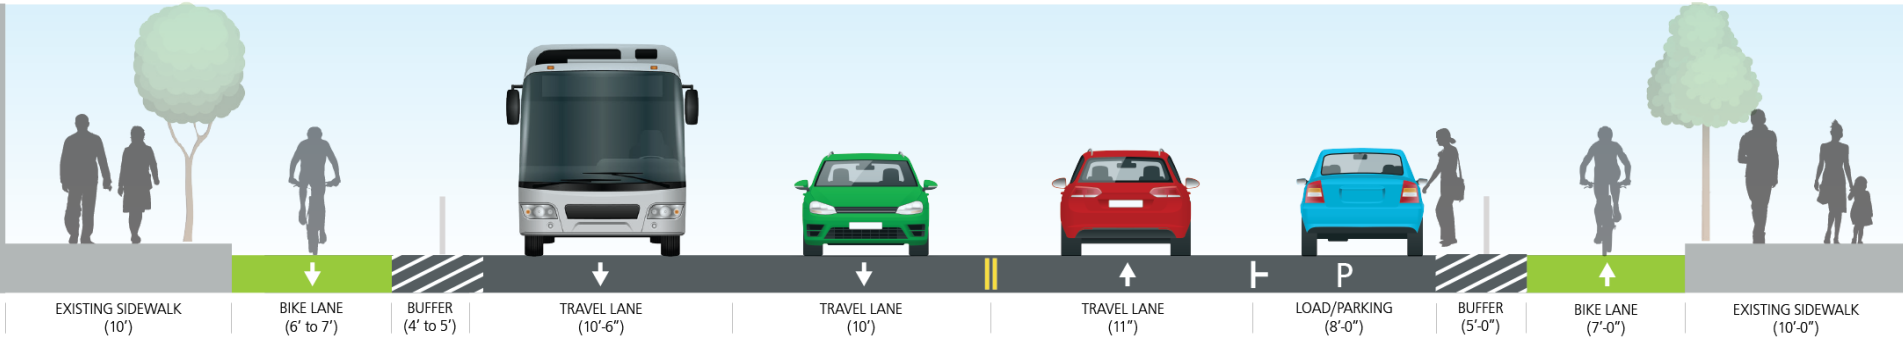 P
EXISTING SIDEWALK
(10’)
BIKE LANE
(6’ to 7’)
BUFFER
(4’ to 5’)
TRAVEL LANE
(10’-6”)
TRAVEL LANE
(10’)
TRAVEL LANE
(11”)
LOAD/PARKING
(8’-0”)
BUFFER
(5’-0”)
BIKE LANE
(7’-0”)
EXISTING SIDEWALK
(10’-0”)